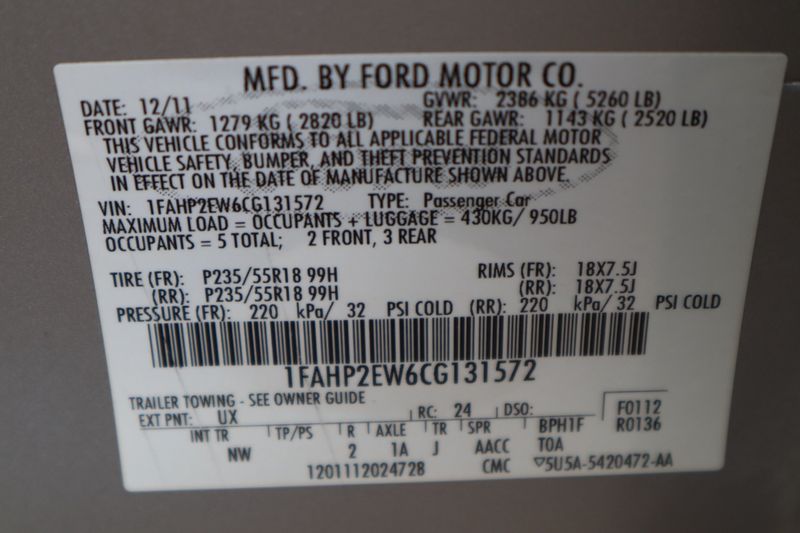 MFD. BY FORD MOTOR CO.
DATE: 12/11 GVWR: 2386 KG ( 5260 LB)
FRONT GAWR: 1279 KG ( 2820 LB) REAR GAWR: 1143 KG ( 2520 LB)
THIS VEHICLE CONFORMS TO ALL APPLICABLE FEDERAL MOTOR
VEHICLE SAFETY, BUMPER, AND THEFT PREVENTION STANDARDS
IN EFFECT ON THE DATE OF MANUFACTURE SHOWN ABOVE.
VIN: 1FAHP2EW6CG131572 TYPE: Passenger Car
MAXIMUM LOAD = OCCUPANTS + LUGGAGE = 430KG/ 950LB
OCCUPANTS = 5 TOTAL; 2 FRONT, 3 REAR
TIRE (FR): P235/55R18 99H RIMS (FR): 18X7.5J
(RR): P235/55R18 99H (RR): 18X7.5J
PRESSURE (FR): 220 kPa/ 32 PSI COLD (RR): 220 kPa/ 32 PSI COLD
1FAHP2EW6CG131572
TRAILER TOWING - SEE OWNER GUIDE
EXT PNT: UX RC: 24 DSO: F0112
INT TR TP/PS R AXLE TR SPR BPH1F R0136
NW 2 1A J AACC TOA
1201112024728 CMC ▽5U5A-5420472-AA